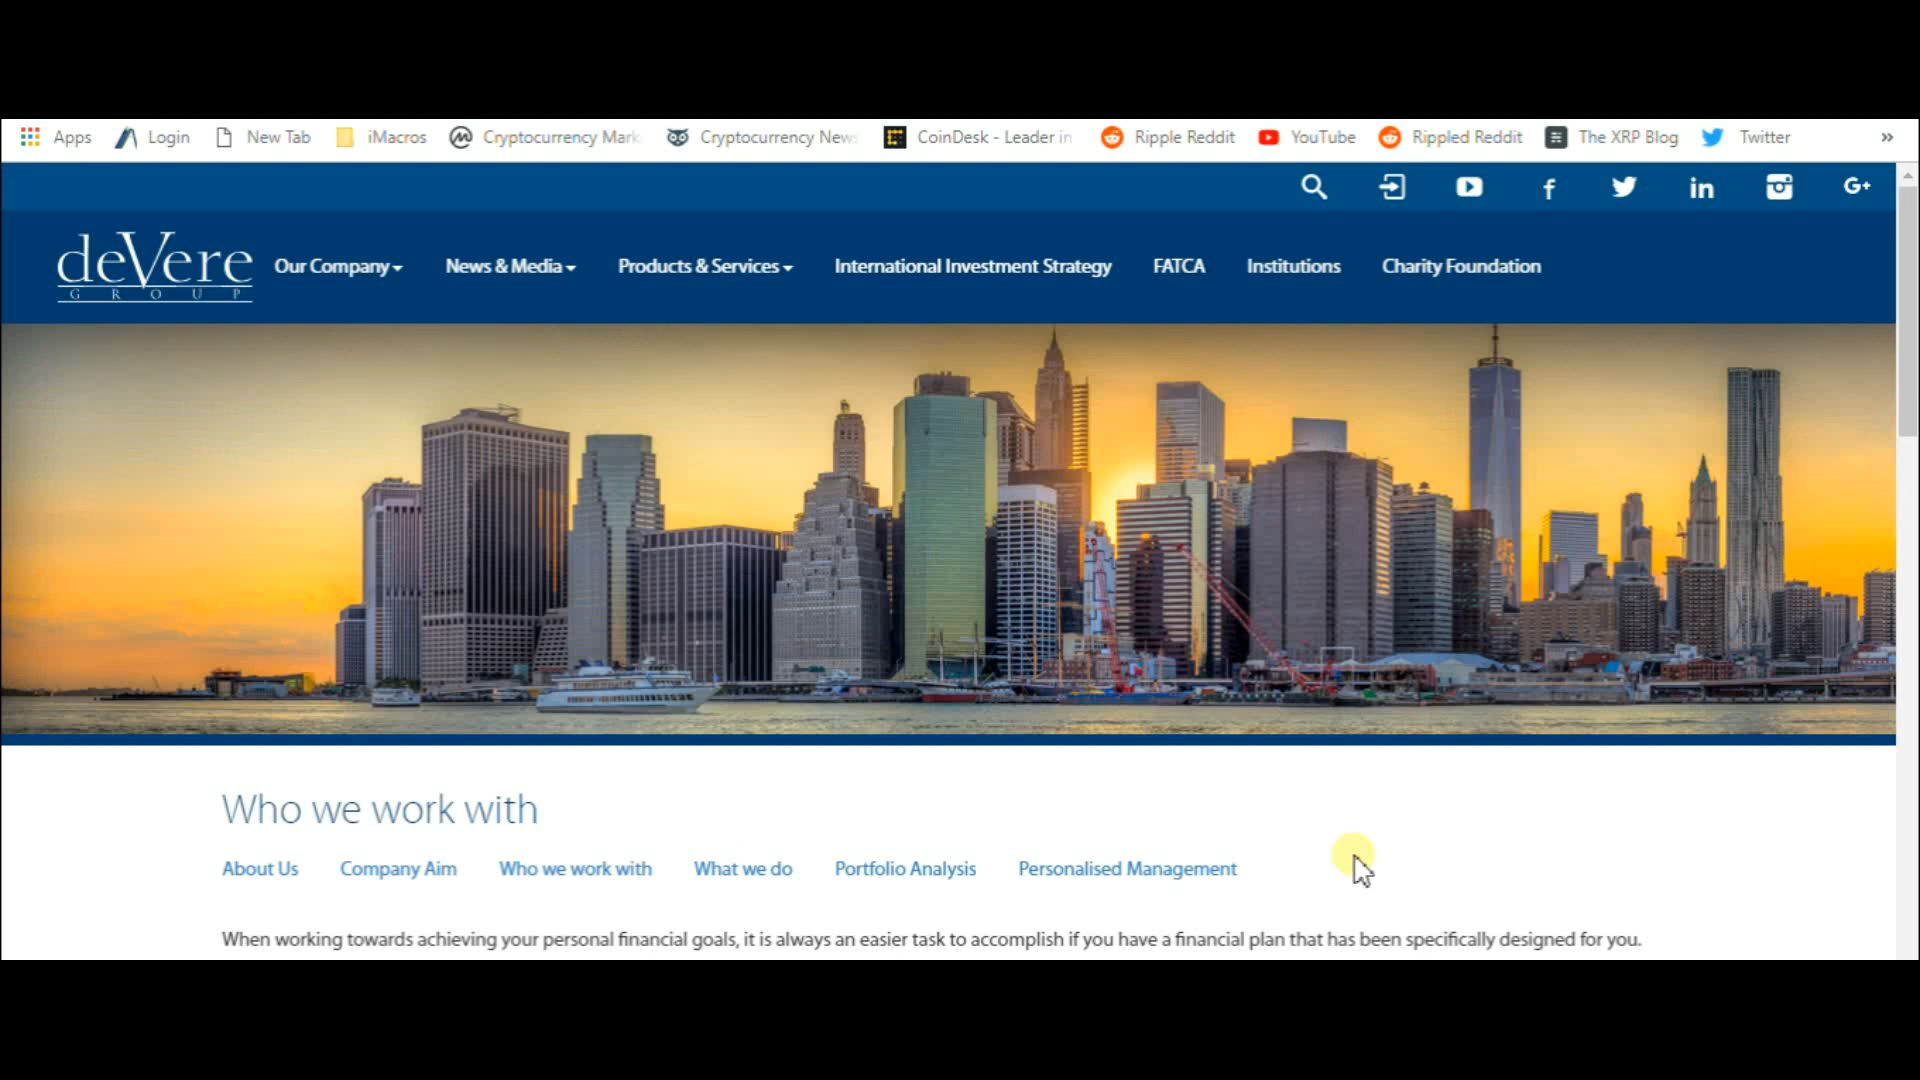 Apps Login New Tab iMacros Cryptocurrency Mark Cryptocurrency News CoinDesk - Leader in Ripple Reddit YouTube Rippled Reddit The XRP Blog Twitter »
deVere
GROUP
Our Company News & Media Products & Services International Investment Strategy FATCA Institutions Charity Foundation
Who we work with
About Us Company Aim Who we work with What we do Portfolio Analysis Personalised Management
When working towards achieving your personal financial goals, it is always an easier task to accomplish if you have a financial plan that has been specifically designed for you.